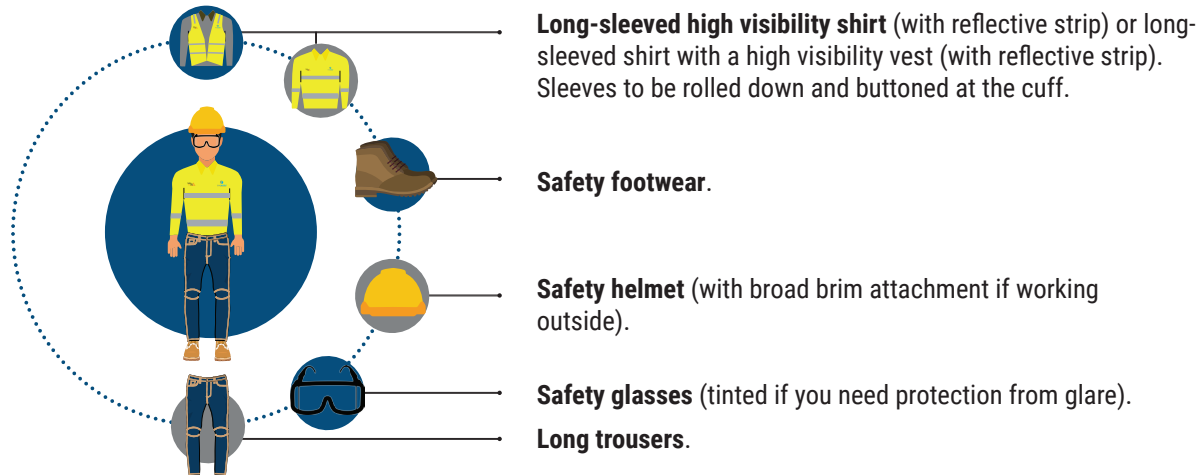 Long-sleeved high visibility shirt (with reflective strip) or long-
sleeved shirt with a high visibility vest (with reflective strip).
Sleeves to be rolled down and buttoned at the cuff.
Safety footwear.
Safety helmet (with broad brim attachment if working
outside).
Safety glasses (tinted if you need protection from glare).
Long trousers.